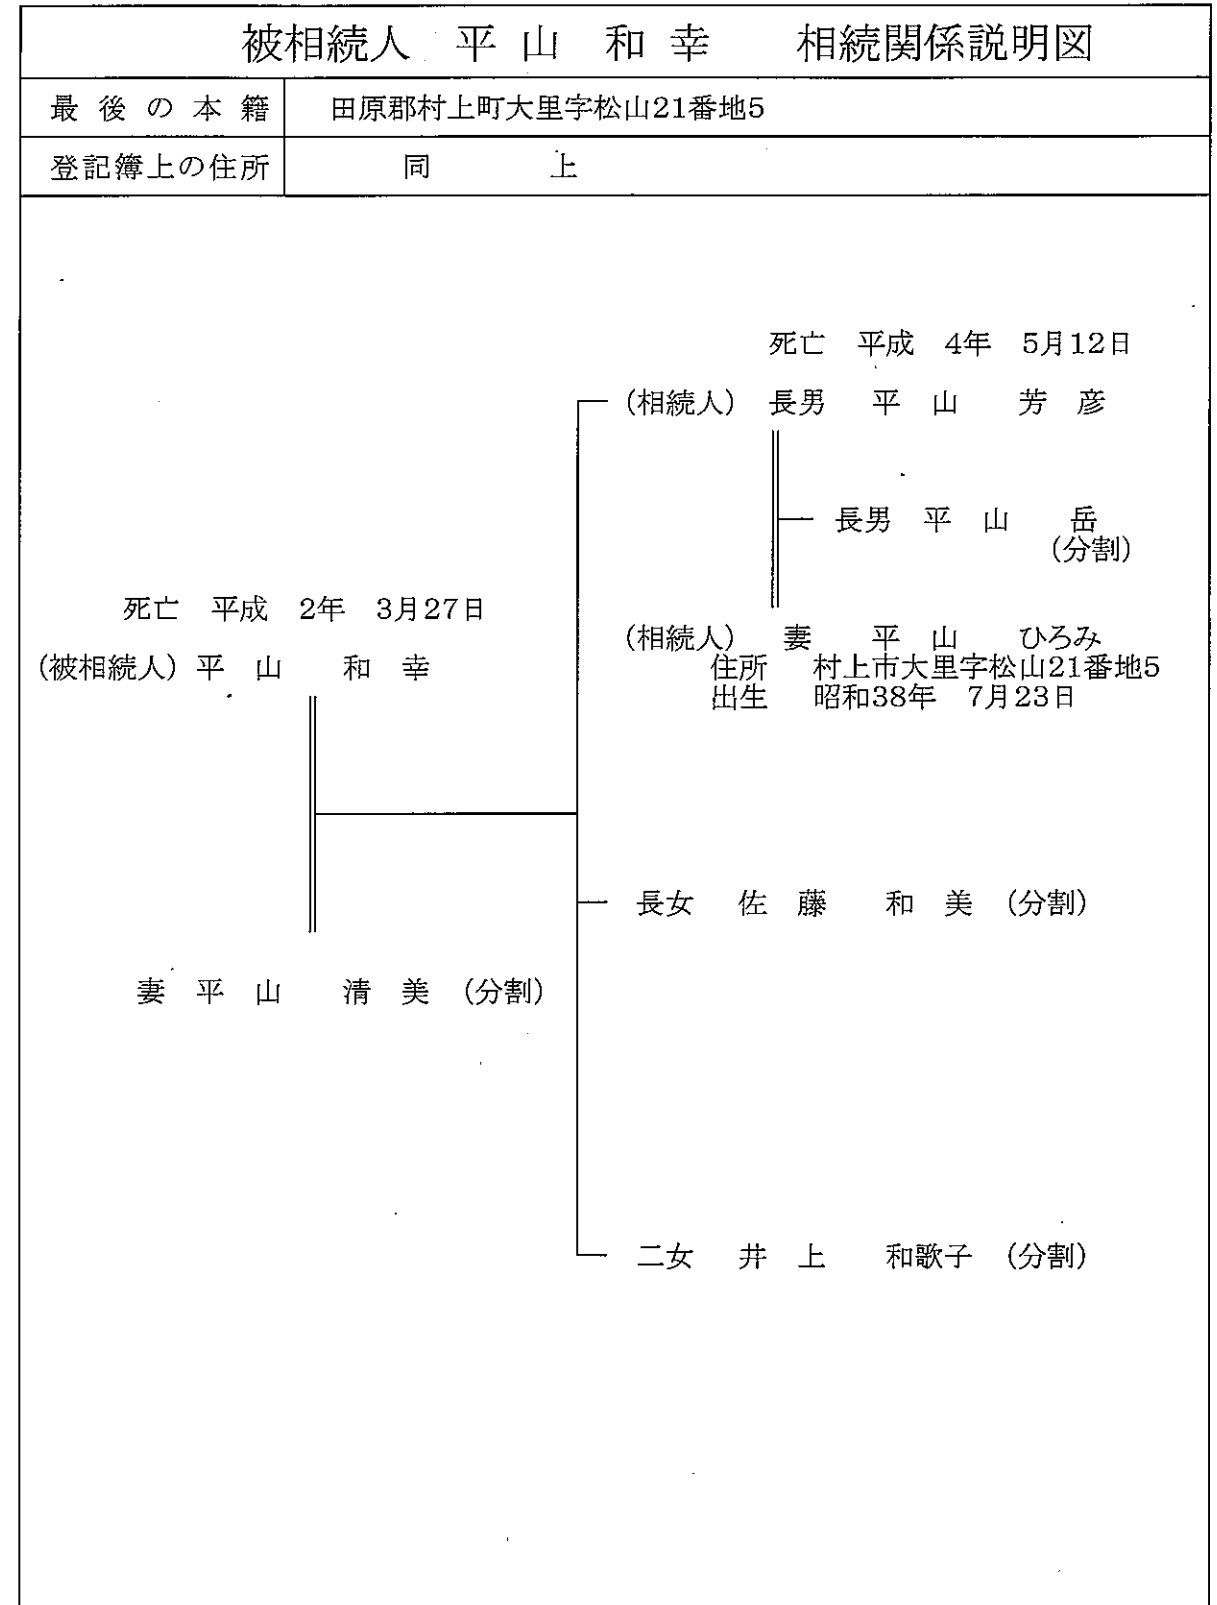 被相続人 平山 和幸 相続関係説明図
最後の本籍 田原郡村上町大里字松山21番地5
登記簿上の住所 同 上
死亡 平成 4年 5月12日
(相続人) 長男 平山 芳彦
長男 平山 岳
(分割)
死亡 平成 2年 3月27日
(被相続人) 平山 和幸
(相続人) 妻 平山 ひろみ
住所 村上市大里字松山21番地5
出生 昭和38年 7月23日
長女 佐藤 和美 (分割)
妻 平山 清美 (分割)
二女 井上 和歌子 (分割)